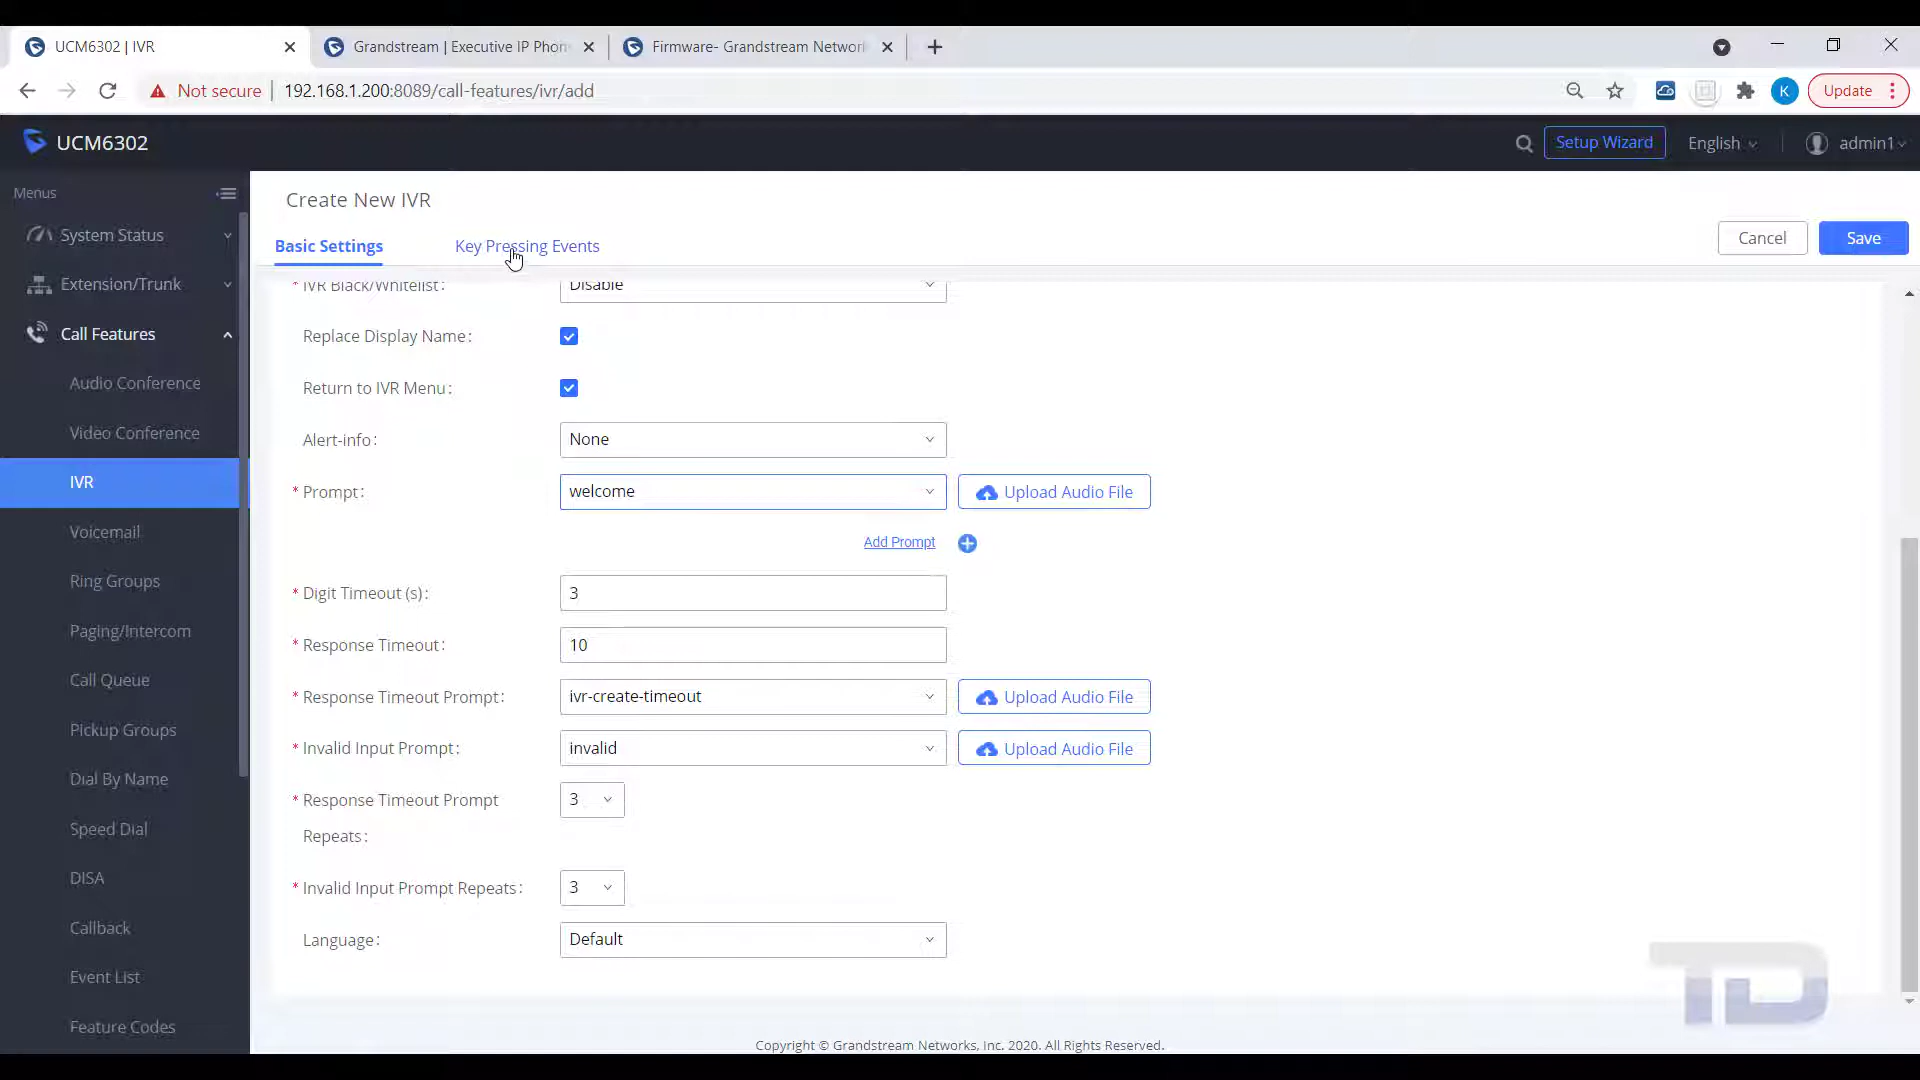 UCM6302 | IVR
Grandstream | Executive IP Phon
Firmware- Grandstream Networ
Not secure
192.168.1.200:8089/call-features/ivr/add
K
Update
UCM6302
Setup Wizard
English
admin1
Menus
System Status
Extension/Trunk
Call Features
Audio Conference
Video Conference
IVR
Voicemail
Ring Groups
Paging/Intercom
Call Queue
Pickup Groups
Dial By Name
Speed Dial
DISA
Callback
Event List
Feature Codes
Create New IVR
Basic Settings
Key Pressing Events
Cancel
Save
* IVR Black/Whitelist: Disable
Replace Display Name:
Return to IVR Menu:
Alert-info: None
* Prompt: welcome Upload Audio File
Add Prompt
* Digit Timeout (s): 3
* Response Timeout: 10
* Response Timeout Prompt: ivr-create-timeout Upload Audio File
* Invalid Input Prompt: invalid Upload Audio File
* Response Timeout Prompt 3
Repeats:
* Invalid Input Prompt Repeats: 3
Language: Default
TD
Copyright © Grandstream Networks, Inc. 2020. All Rights Reserved.